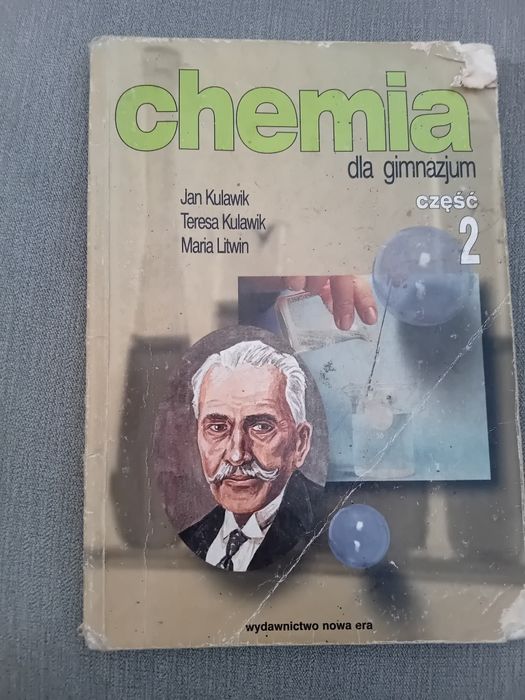 chemia
dla gimnazjum
Jan Kulawik
Teresa Kulawik
Maria Litwin
część
2
wydawnictwo nowa era